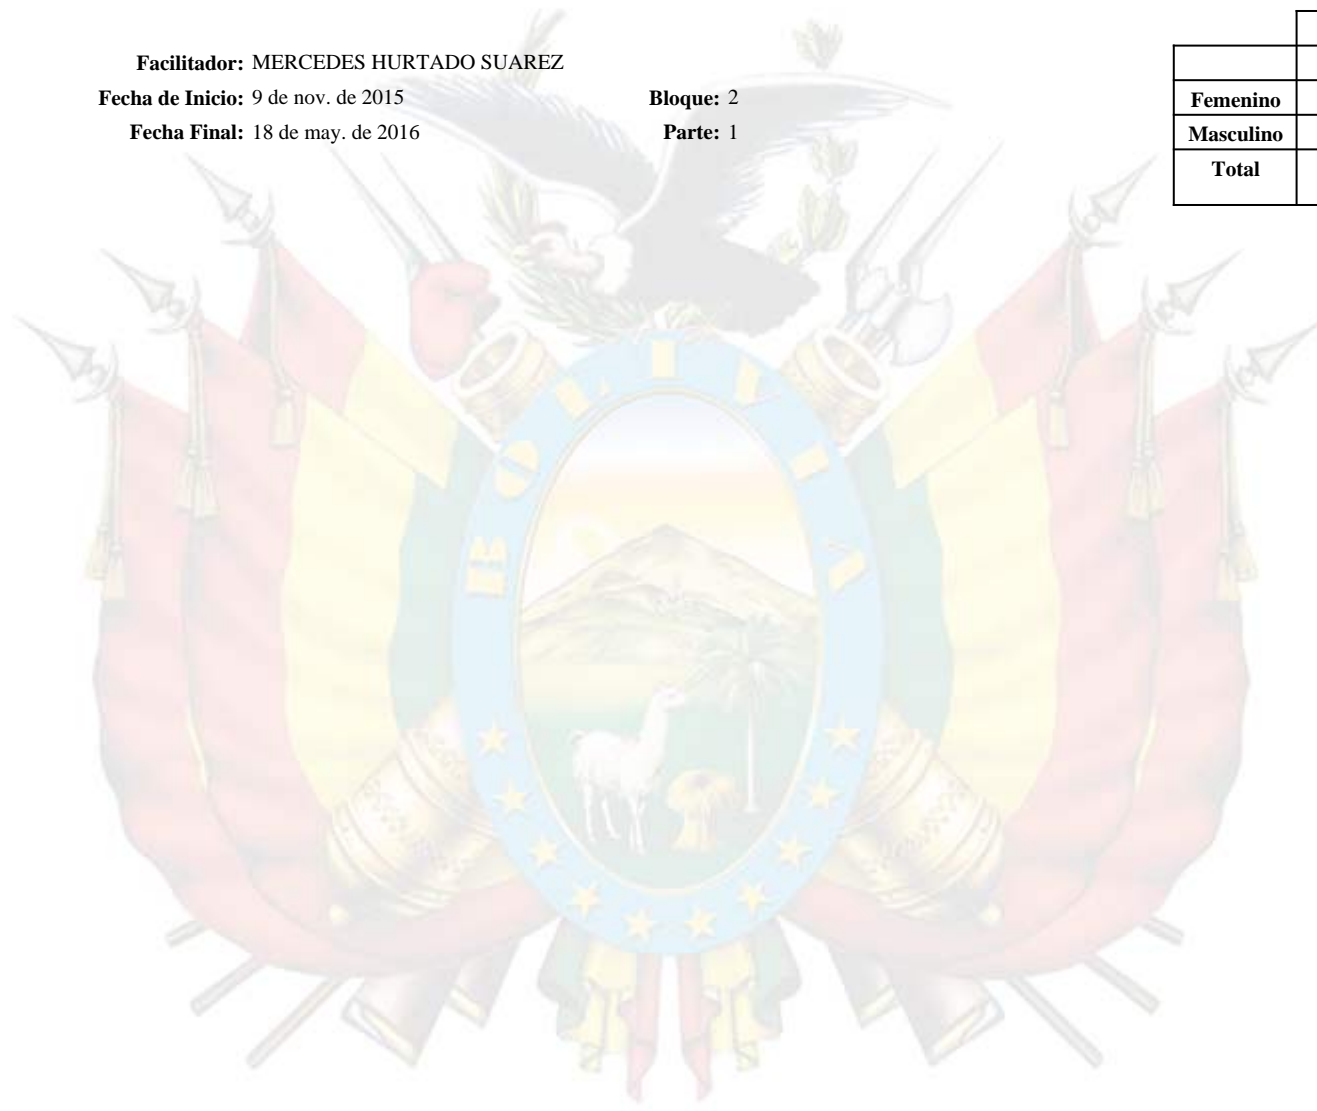 Facilitador: MERCEDES HURTADO SUAREZ
Fecha de Inicio: 9 de nov. de 2015 Bloque: 2
Fecha Final: 18 de may. de 2016 Parte: 1
Femenino
Masculino
Total
BOLIVIA